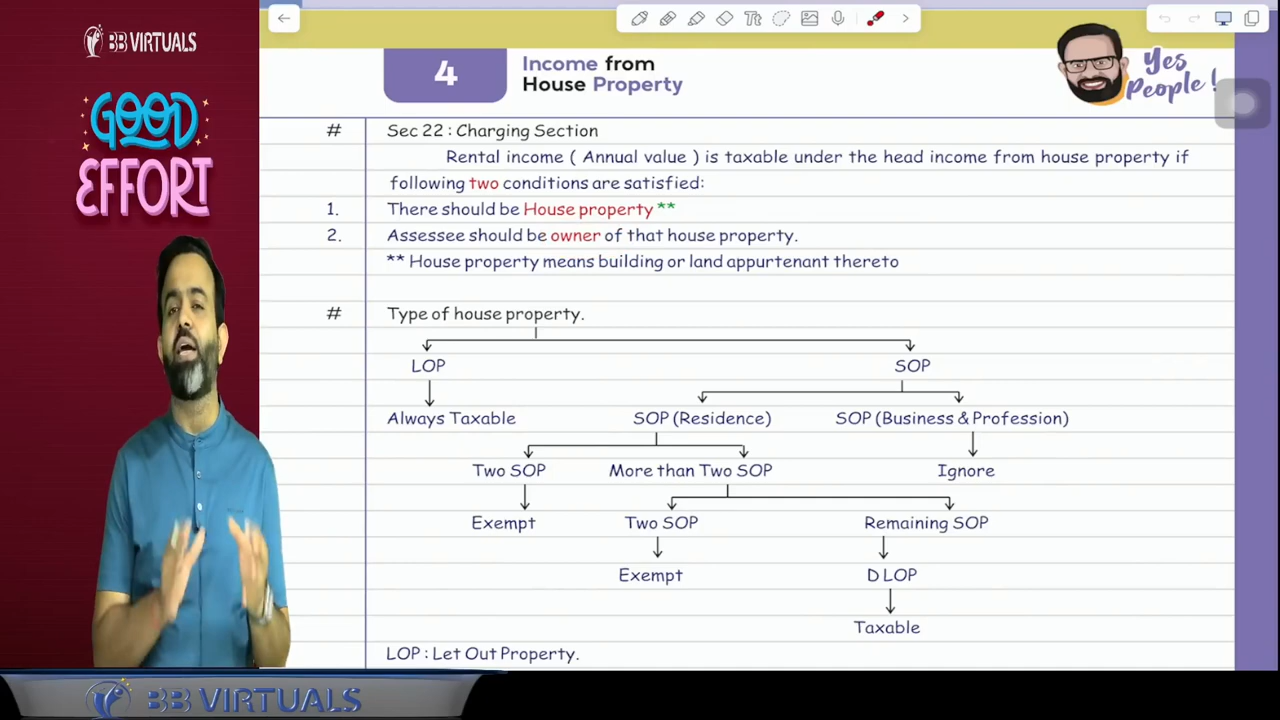 BB VIRTUALS
GOOD
EFFORT
Tt
4
Income from
House Property
Yes
People!
# Sec 22 : Charging Section
Rental income ( Annual value ) is taxable under the head income from house property if
following two conditions are satisfied:
1. There should be House property **
2. Assessee should be owner of that house property.
** House property means building or land appurtenant thereto
# Type of house property.
LOP SOP
Always Taxable SOP (Residence) SOP (Business & Profession)
Two SOP More than Two SOP Ignore
Exempt Two SOP Remaining SOP
Exempt D LOP
Taxable
LOP : Let Out Property.
BB VIRTUALS